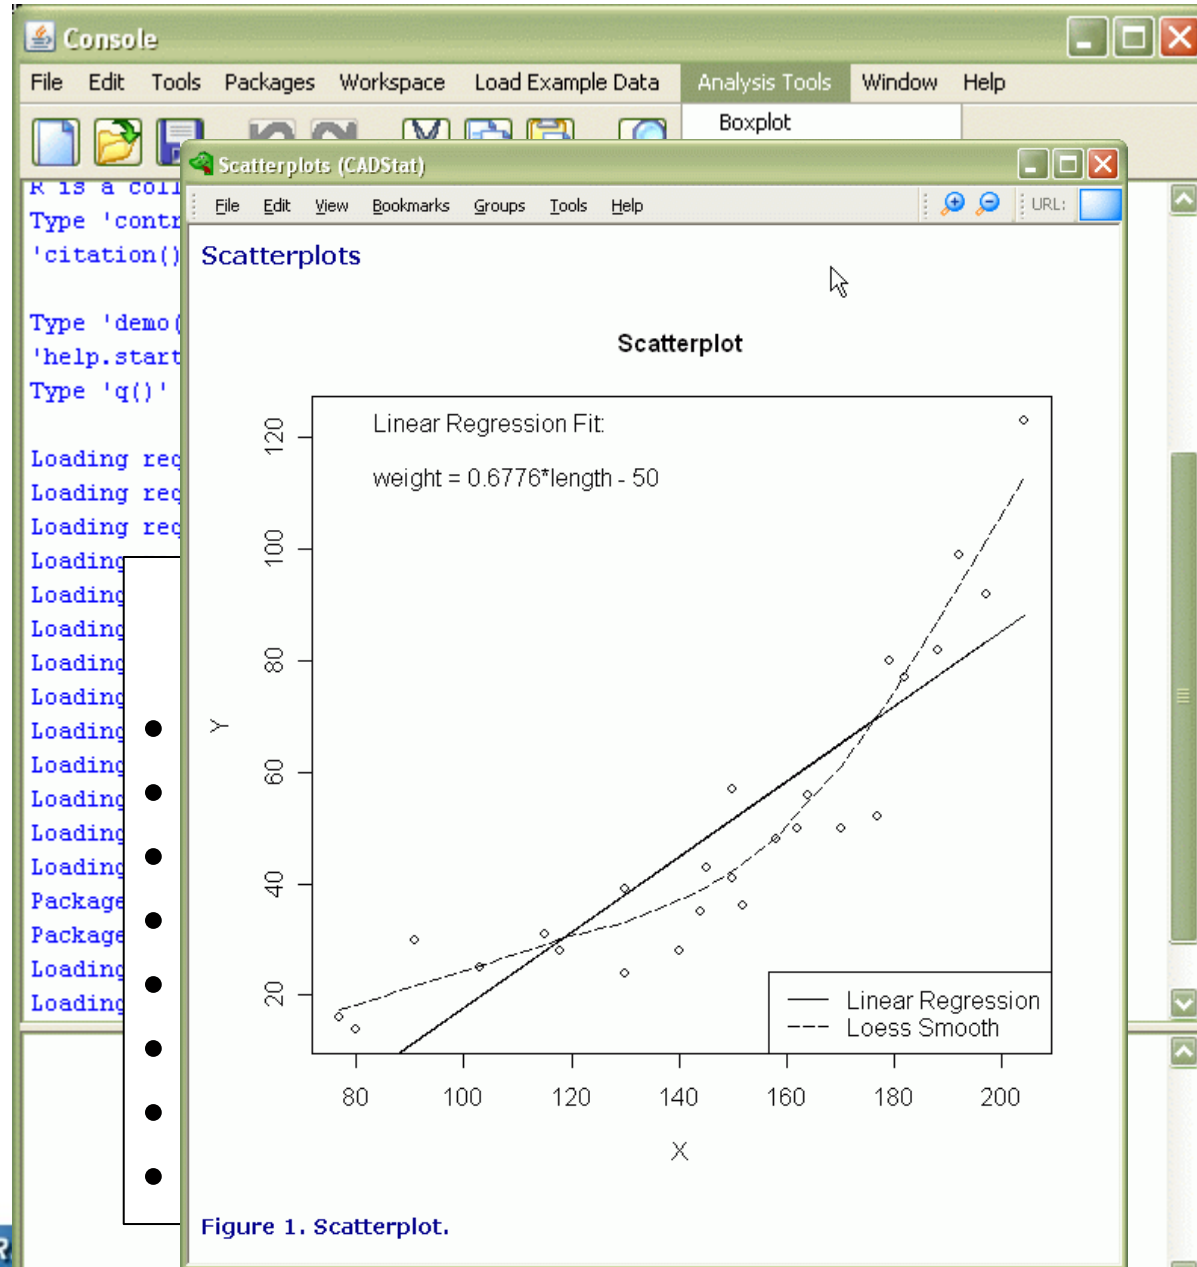 Console
File Edit Tools Packages Workspace Load Example Data Analysis Tools Window Help
Boxplot
R is a coll
Type 'contr
'citation()
Type 'demo(
'help.start
Type 'q()'
Loading req
Loading req
Loading req
Loading
Loading
Loading
Loading
Loading
Loading
Loading
Loading
Loading
Loading
Package
Package
Loading
Loading
Scatterplots (CADStat)
File Edit View Bookmarks Groups Tools Help URL:
Scatterplots
Scatterplot
Linear Regression Fit:
weight = 0.6776*length - 50
120
100
80
60
40
20
Y
Linear Regression
Loess Smooth
80 100 120 140 160 180 200
X
Figure 1. Scatterplot.
R